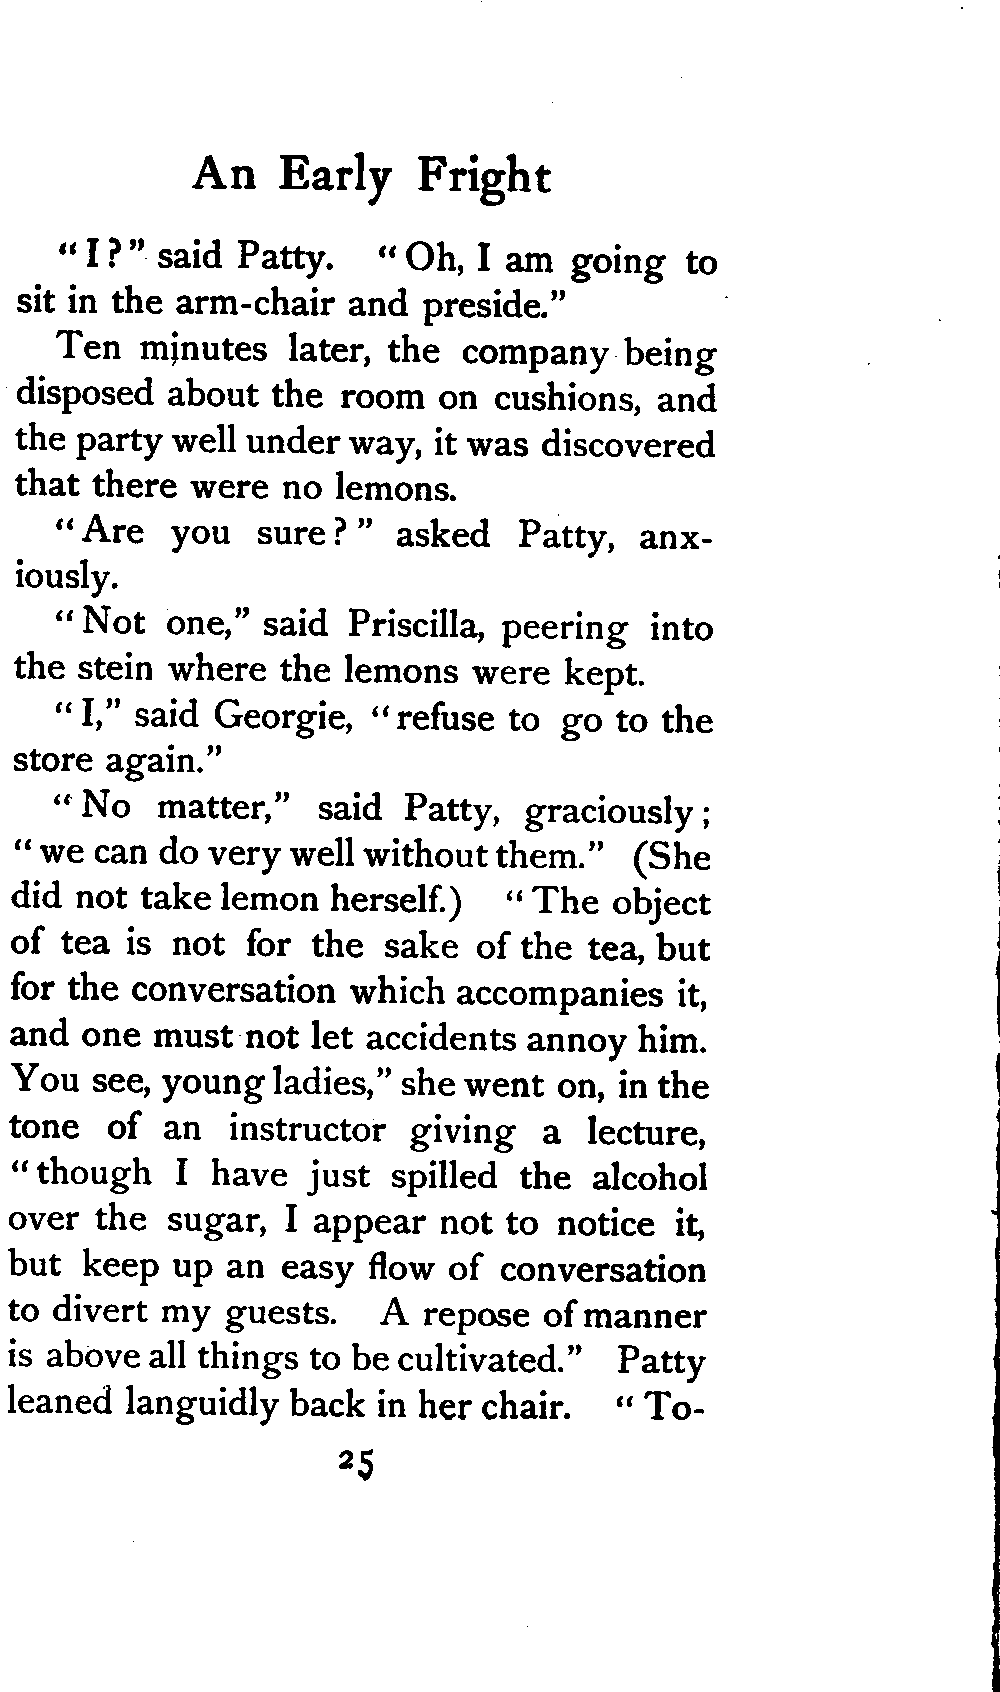 An Early Fright
"I?" said Patty. "Oh, I am going to
sit in the arm-chair and preside."
Ten minutes later, the company being
disposed about the room on cushions, and
the party well under way, it was discovered
that there were no lemons.
"Are you sure?" asked Patty, anx-
iously.
"Not one," said Priscilla, peering into
the stein where the lemons were kept.
"I," said Georgie, "refuse to go to the
store again."
"No matter," said Patty, graciously;
"we can do very well without them." (She
did not take lemon herself.) "The object
of tea is not for the sake of the tea, but
for the conversation which accompanies it,
and one must not let accidents annoy him.
You see, young ladies," she went on, in the
tone of an instructor giving a lecture,
"though I have just spilled the alcohol
over the sugar, I appear not to notice it,
but keep up an easy flow of conversation
to divert my guests. A repose of manner
is above all things to be cultivated." Patty
leaned languidly back in her chair. "To-
25